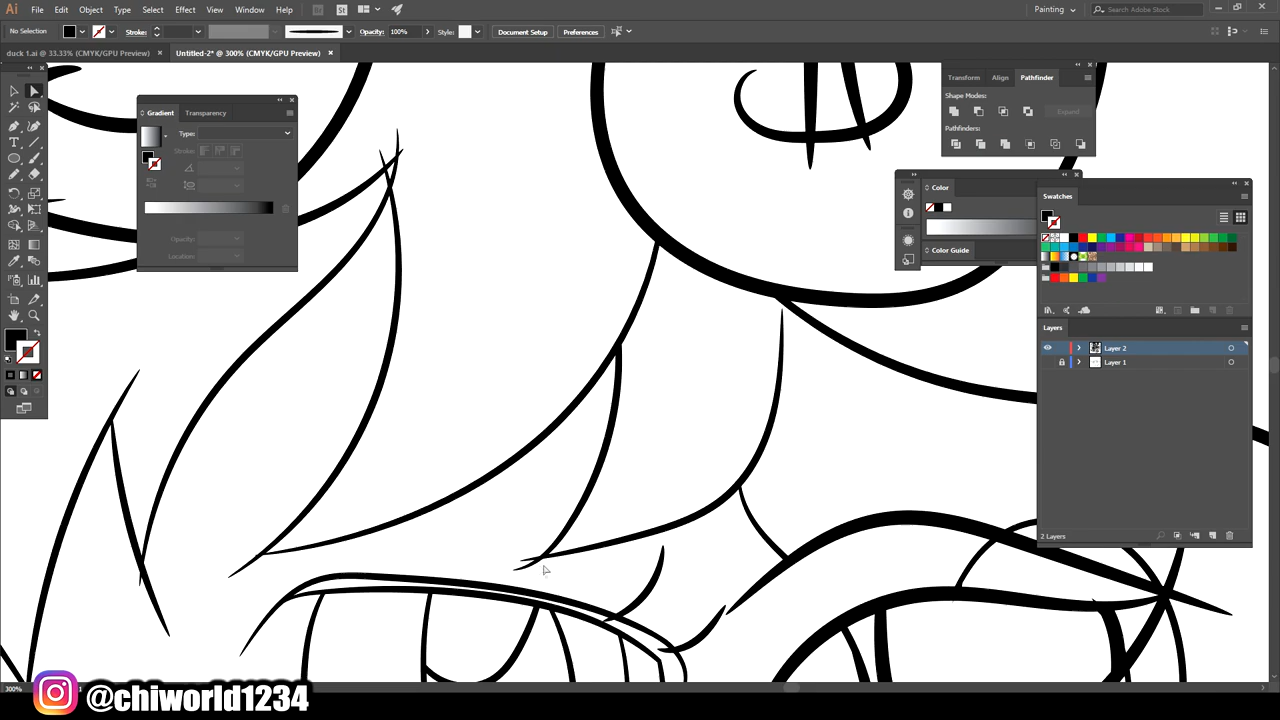 Ai File Edit Object Type Select Effect View Window Help Br St Painting Search Adobe Stock
No Selection Stroke: Opacity: 100% Style: Document Setup Preferences
duck 1.ai @ 33.33% (CMYK/GPU Preview) × Untitled-2* @ 300% (CMYK/GPU Preview) ×
Transform Align Pathfinder
Shape Modes:
Expand
Pathfinders:
Gradient Transparency
Type:
Stroke:
Opacity:
Location:
Color
Color Guide
Swatches
Layers
Layer 2
Layer 1
2 Layers
300%
@chiworld1234